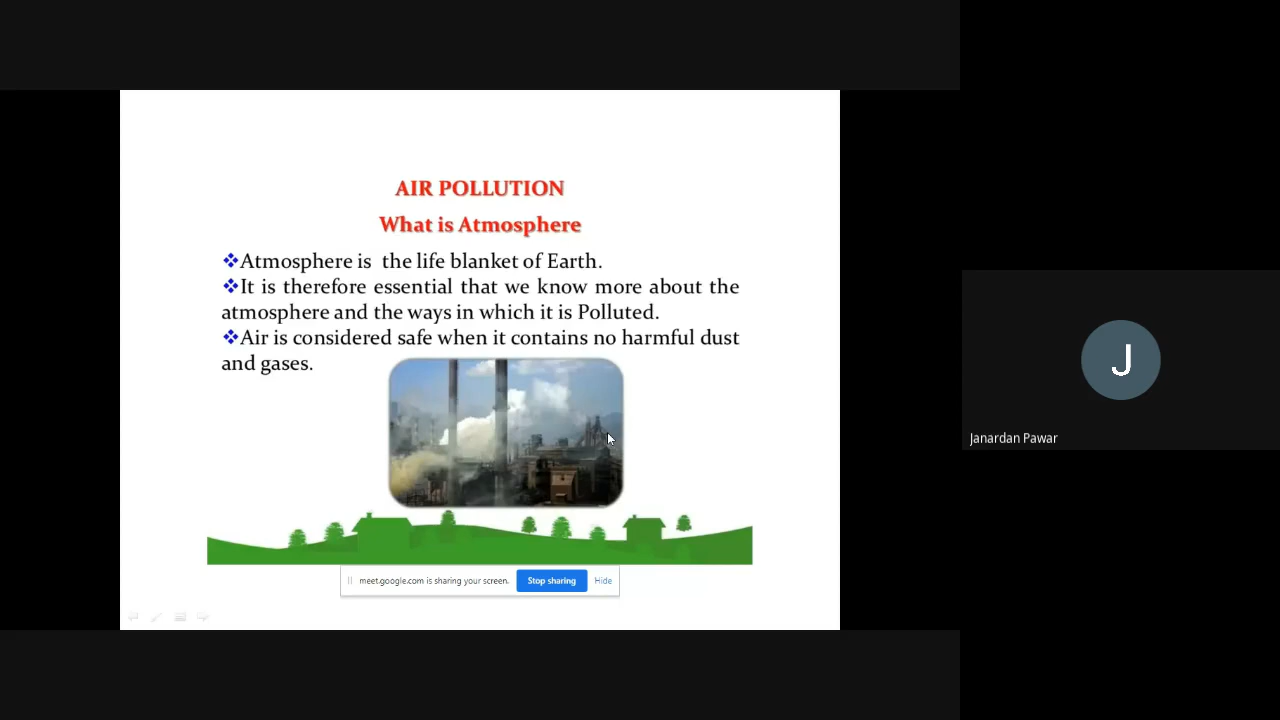 AIR POLLUTION
What is Atmosphere
❖Atmosphere is  the life blanket of Earth.
❖It is therefore essential that we know more about the
atmosphere and the ways in which it is Polluted.
❖Air is considered safe when it contains no harmful dust
and gases.
meet.google.com is sharing your screen. Stop sharing Hide
J
Janardan Pawar